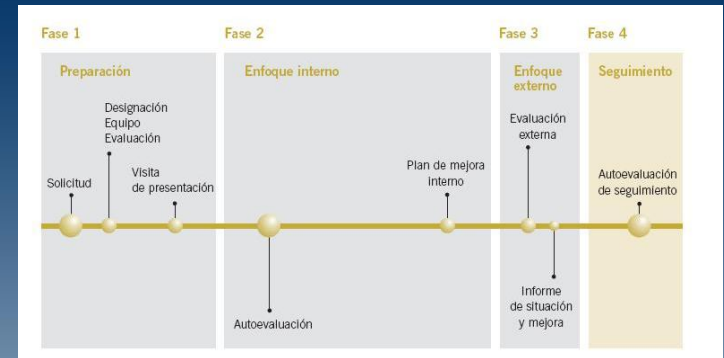 Fase 1
Fase 2
Fase 3
Fase 4
Preparación
Enfoque interno
Enfoque
externo
Seguimiento
Solicitud
Designación
Equipo
Evaluación
Visita
de presentación
Autoevaluación
Plan de mejora
interno
Evaluación
externa
Informe
de situación
y mejora
Autoevaluación
de seguimiento